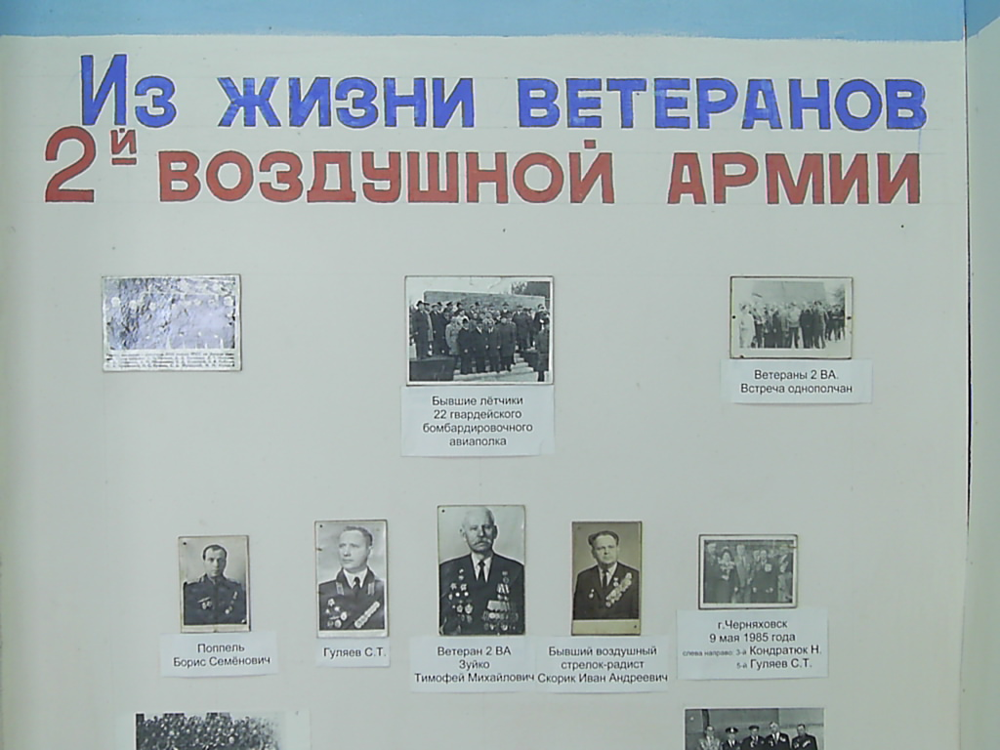 Из жизни ветеранов
2й воздушной армии
Бывшие лётчики
22 гвардейского
бомбардировочного
авиаполка
Ветераны 2 ВА.
Встреча однополчан
Поппель
Борис Семёнович
Гуляев С.Т.
Ветеран 2 ВА
Зуйко
Тимофей Михайлович
Бывший воздушный
стрелок-радист
Скорик Иван Андреевич
г.Черняховск
9 мая 1985 года
слева направо: 3-й Кондратюк Н.
5-й Гуляев С.Т.